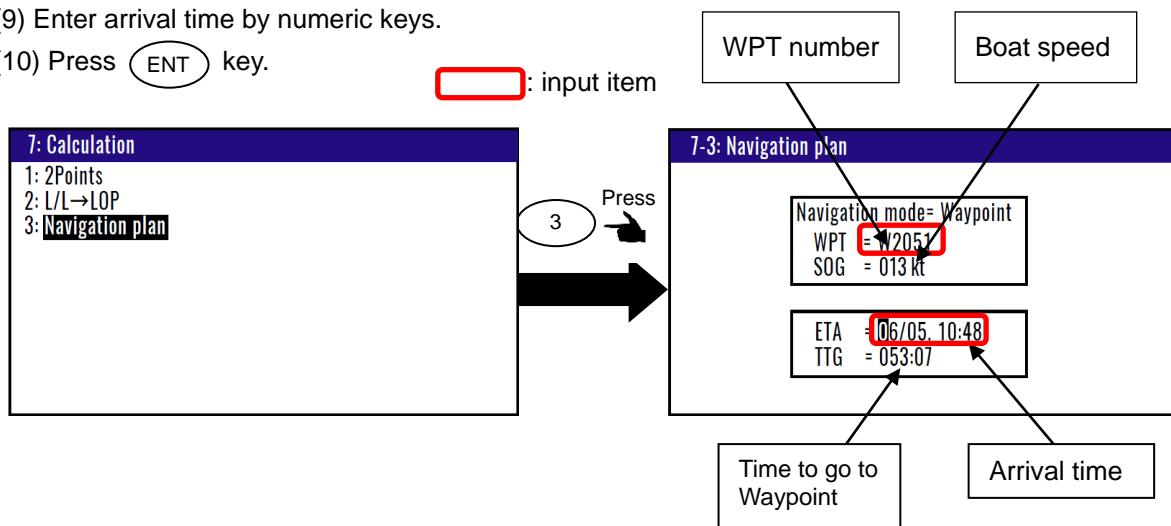 (9) Enter arrival time by numeric keys.
(10) Press ENT key.
: input item
WPT number
Boat speed
7: Calculation
1: 2Points
2: L/L→LOP
3: Navigation plan
3
Press
7-3: Navigation plan
Navigation mode= Waypoint
WPT = W2051
SOG = 013 kt
ETA = 06/05. 10:48
TTG = 053:07
Time to go to
Waypoint
Arrival time